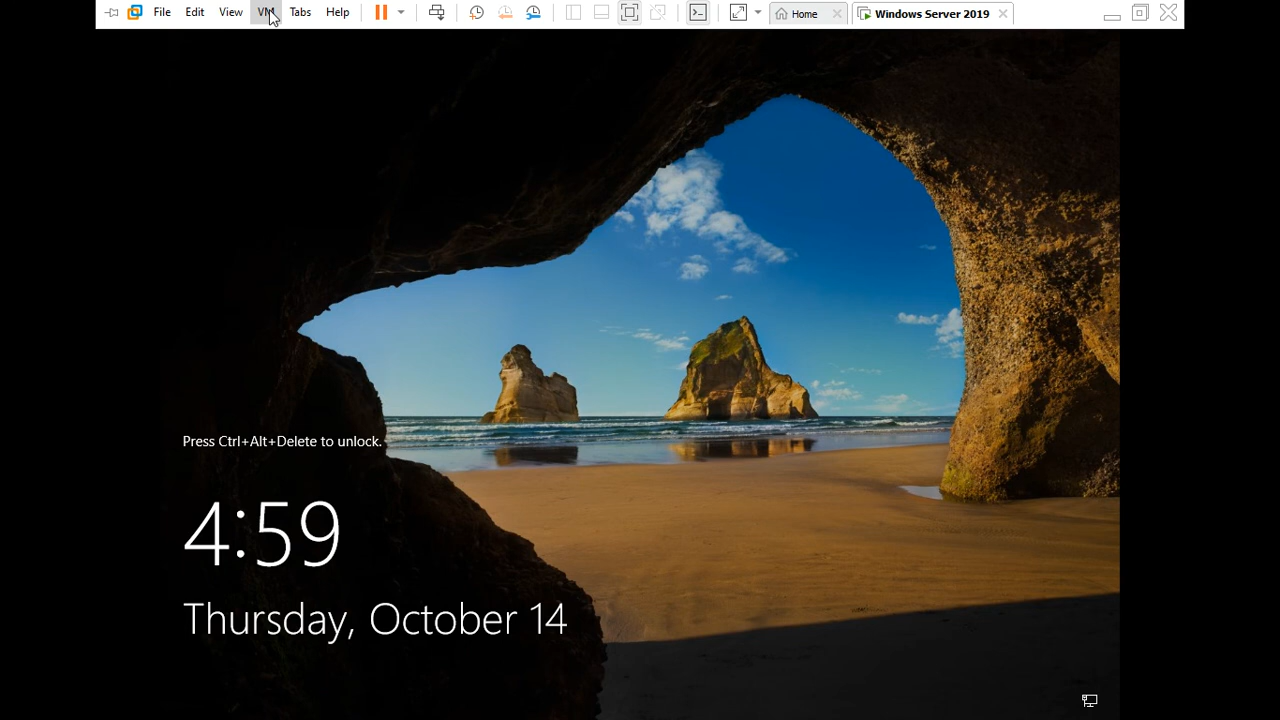 File Edit View VM Tabs Help Home Windows Server 2019
Press Ctrl+Alt+Delete to unlock.
4:59
Thursday, October 14